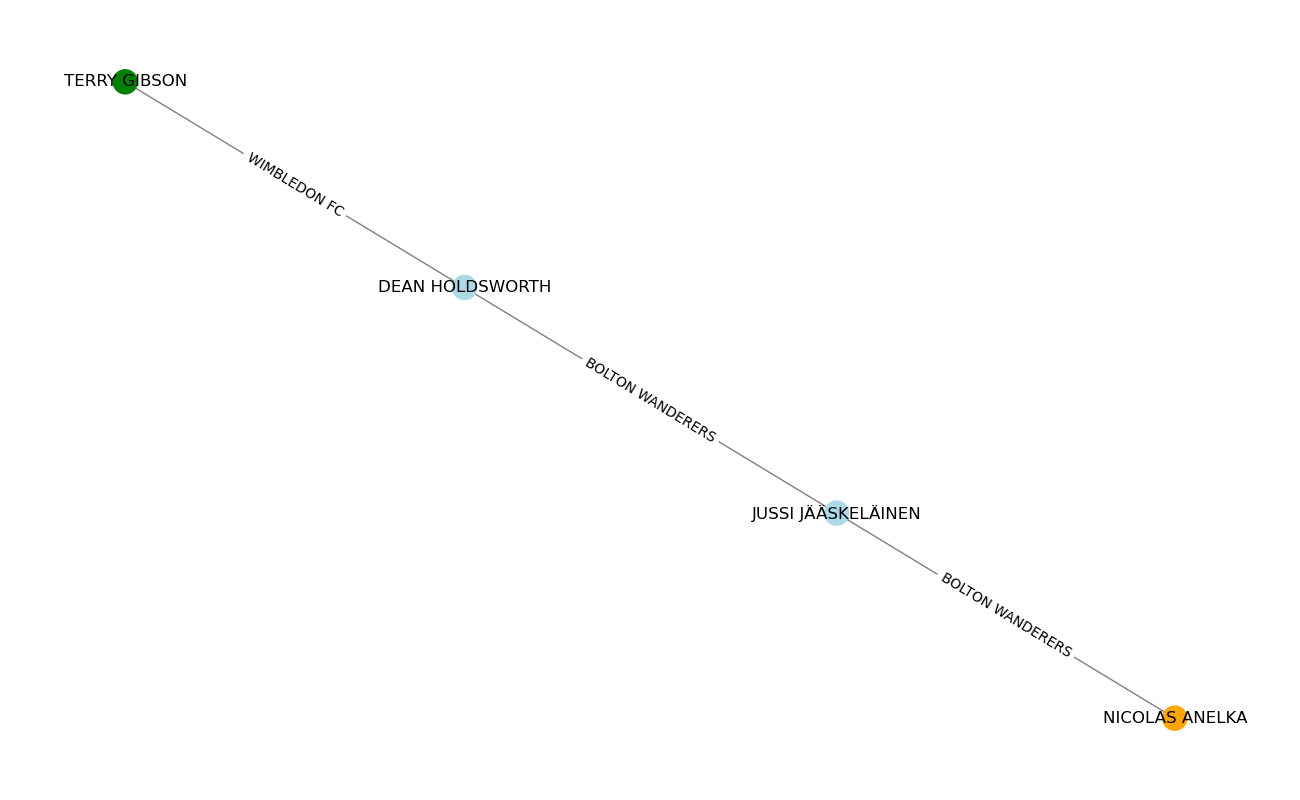 TERRY GIBSON
WIMBLEDON FC
DEAN HOLDSWORTH
BOLTON WANDERERS
JUSSI JÄÄSKELÄINEN
BOLTON WANDERERS
NICOLAS ANELKA